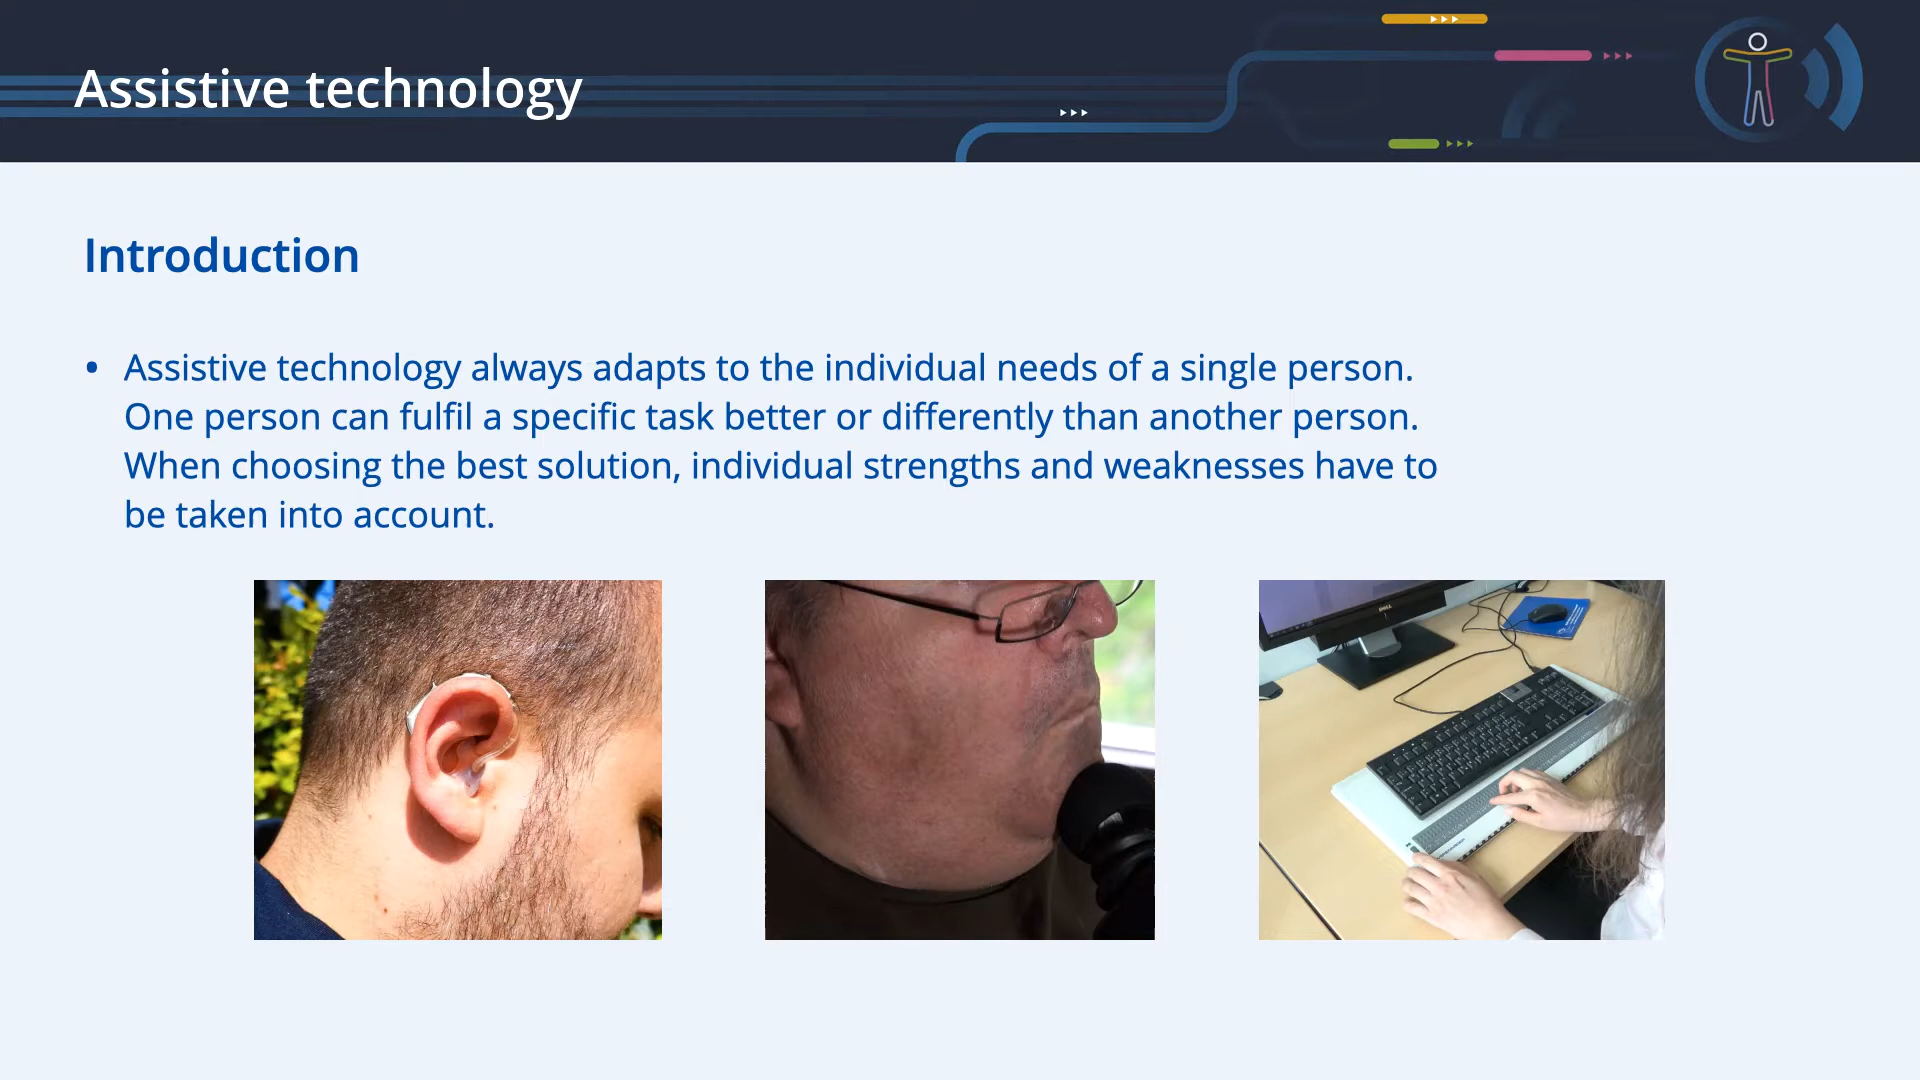 Assistive technology
Introduction
• Assistive technology always adapts to the individual needs of a single person.
One person can fulfil a specific task better or differently than another person.
When choosing the best solution, individual strengths and weaknesses have to
be taken into account.
DELL